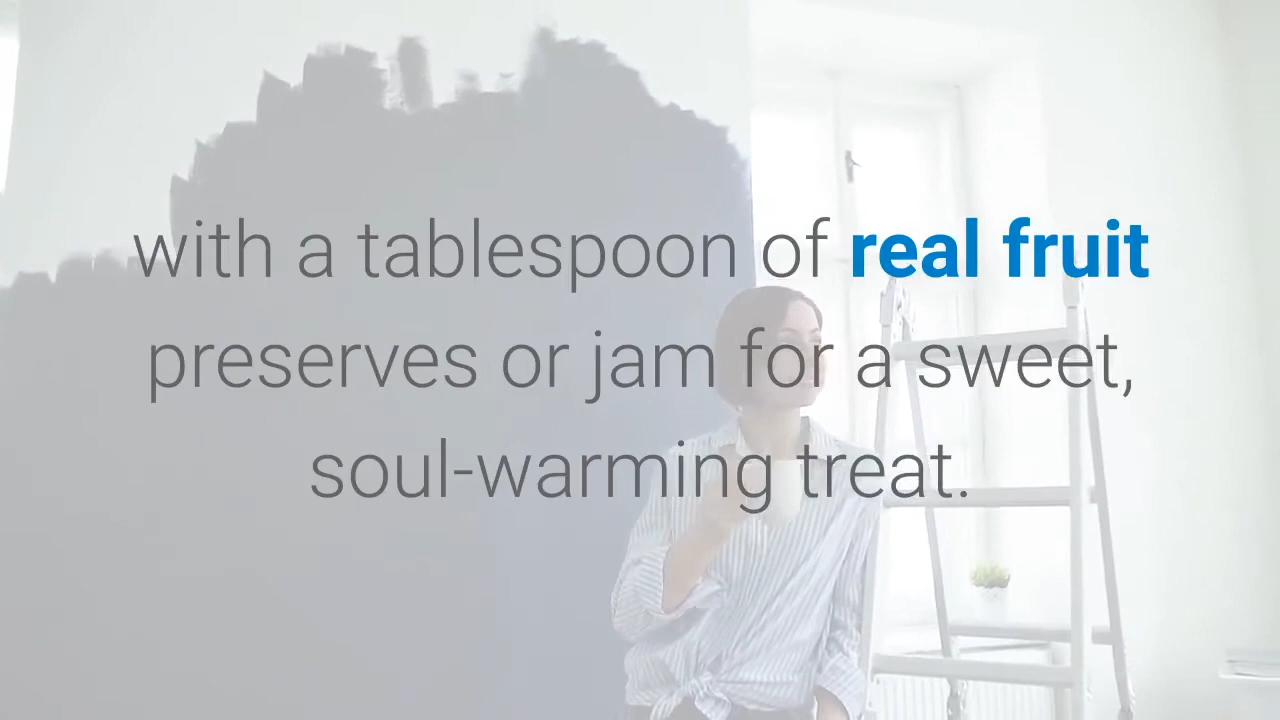 with a tablespoon of real fruit
preserves or jam for a sweet,
soul-warming treat.